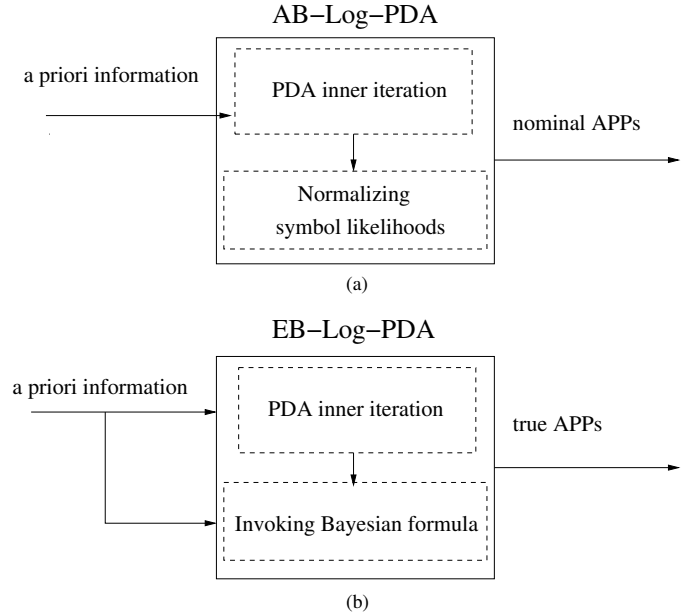 AB–Log–PDA
a priori information
PDA inner iteration
nominal APPs
Normalizing
symbol likelihoods
(a)
EB–Log–PDA
a priori information
PDA inner iteration
true APPs
Invoking Bayesian formula
(b)